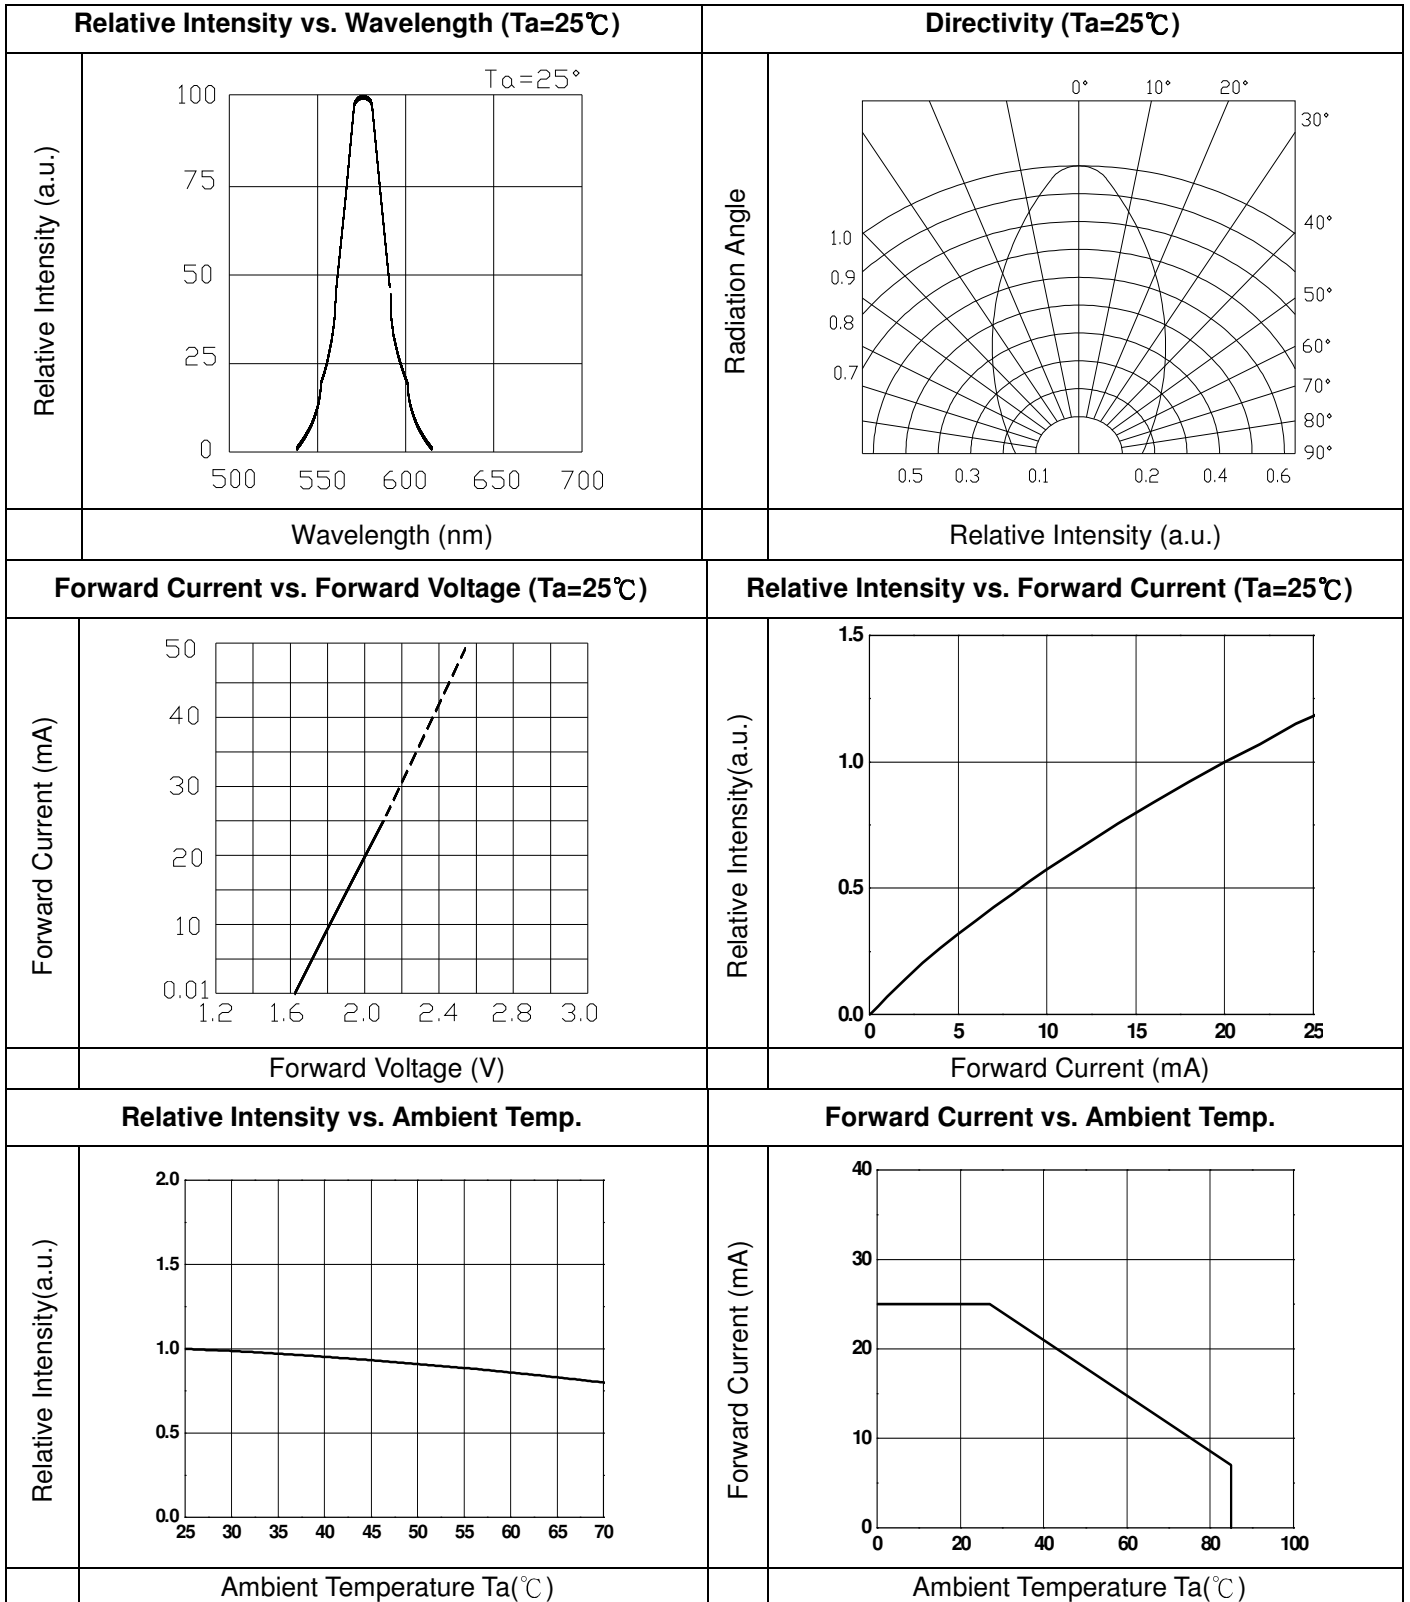 Relative Intensity vs. Wavelength (Ta=25℃)
Directivity (Ta=25℃)
Relative Intensity (a.u.)
Ta=25°
100
75
50
25
0
500 550 600 650 700
Wavelength (nm)
Radiation Angle
0° 10° 20°
30°
40°
50°
60°
70°
80°
90°
1.0
0.9
0.8
0.7
0.5 0.3 0.1 0.2 0.4 0.6
Relative Intensity (a.u.)
Forward Current vs. Forward Voltage (Ta=25℃)
Relative Intensity vs. Forward Current (Ta=25℃)
Forward Current (mA)
50
40
30
20
10
0.01
1.2 1.6 2.0 2.4 2.8 3.0
Forward Voltage (V)
Relative Intensity(a.u.)
1.5
1.0
0.5
0.0
0 5 10 15 20 25
Forward Current (mA)
Relative Intensity vs. Ambient Temp.
Forward Current vs. Ambient Temp.
Relative Intensity(a.u.)
2.0
1.5
1.0
0.5
0.0
25 30 35 40 45 50 55 60 65 70
Ambient Temperature Ta(℃)
Forward Current (mA)
40
30
20
10
0
0 20 40 60 80 100
Ambient Temperature Ta(℃)